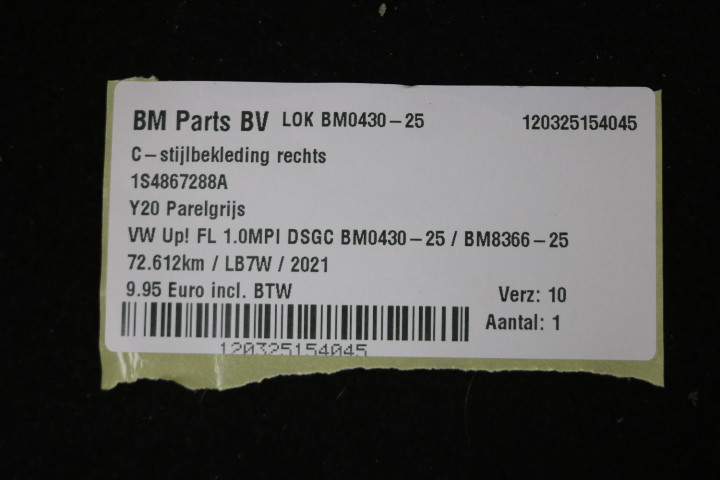 BM Parts BV LOK BM0430-25 120325154045
C-stijlbekleding rechts
1S4867288A
Y20 Parelgrijs
VW Up! FL 1.0MPI DSGC BM0430-25 / BM8366-25
72.612km / LB7W / 2021
9.95 Euro incl. BTW Verz: 10
Aantal: 1
120325154045